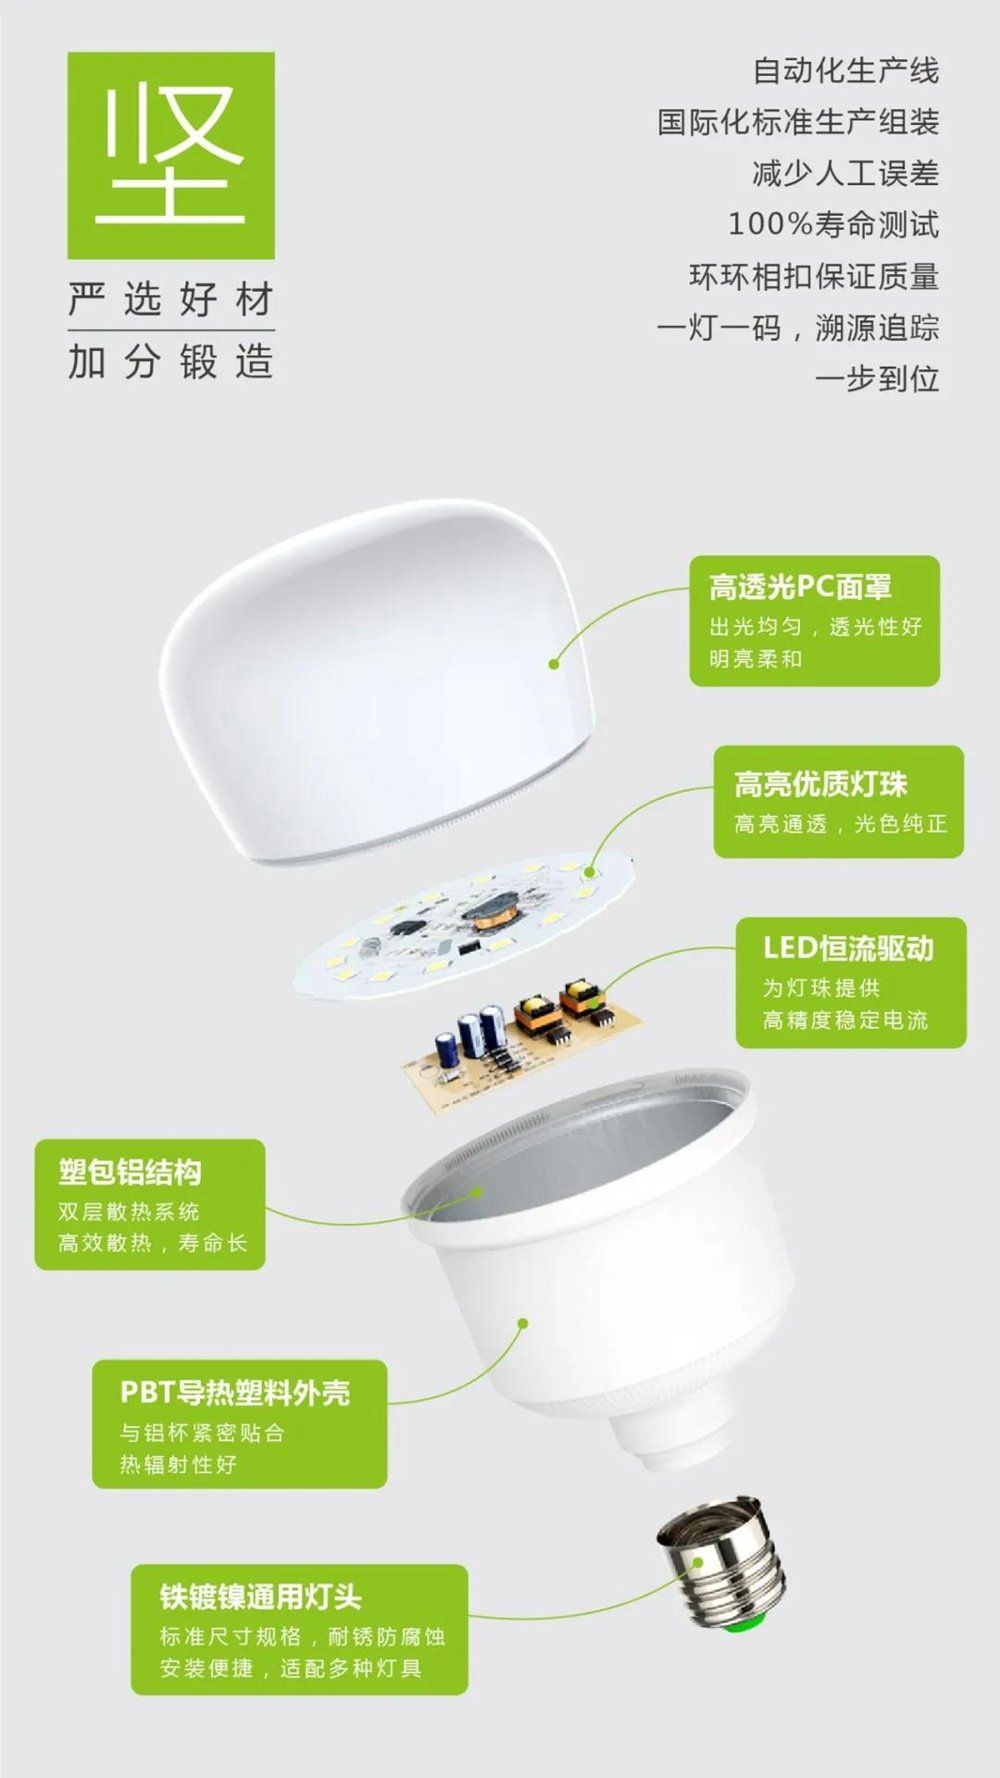 坚
严选好材
加分锻造
自动化生产线
国际化标准生产组装
减少人工误差
100%寿命测试
环环相扣保证质量
一灯一码，溯源追踪
一步到位
高透光PC面罩
出光均匀，透光性好
明亮柔和
高亮优质灯珠
高亮通透，光色纯正
LED恒流驱动
为灯珠提供
高精度稳定电流
塑包铝结构
双层散热系统
高效散热，寿命长
PBT导热塑料外壳
与铝杯紧密贴合
热辐射性好
铁镀镍通用灯头
标准尺寸规格，耐锈防腐蚀
安装便捷，适配多种灯具